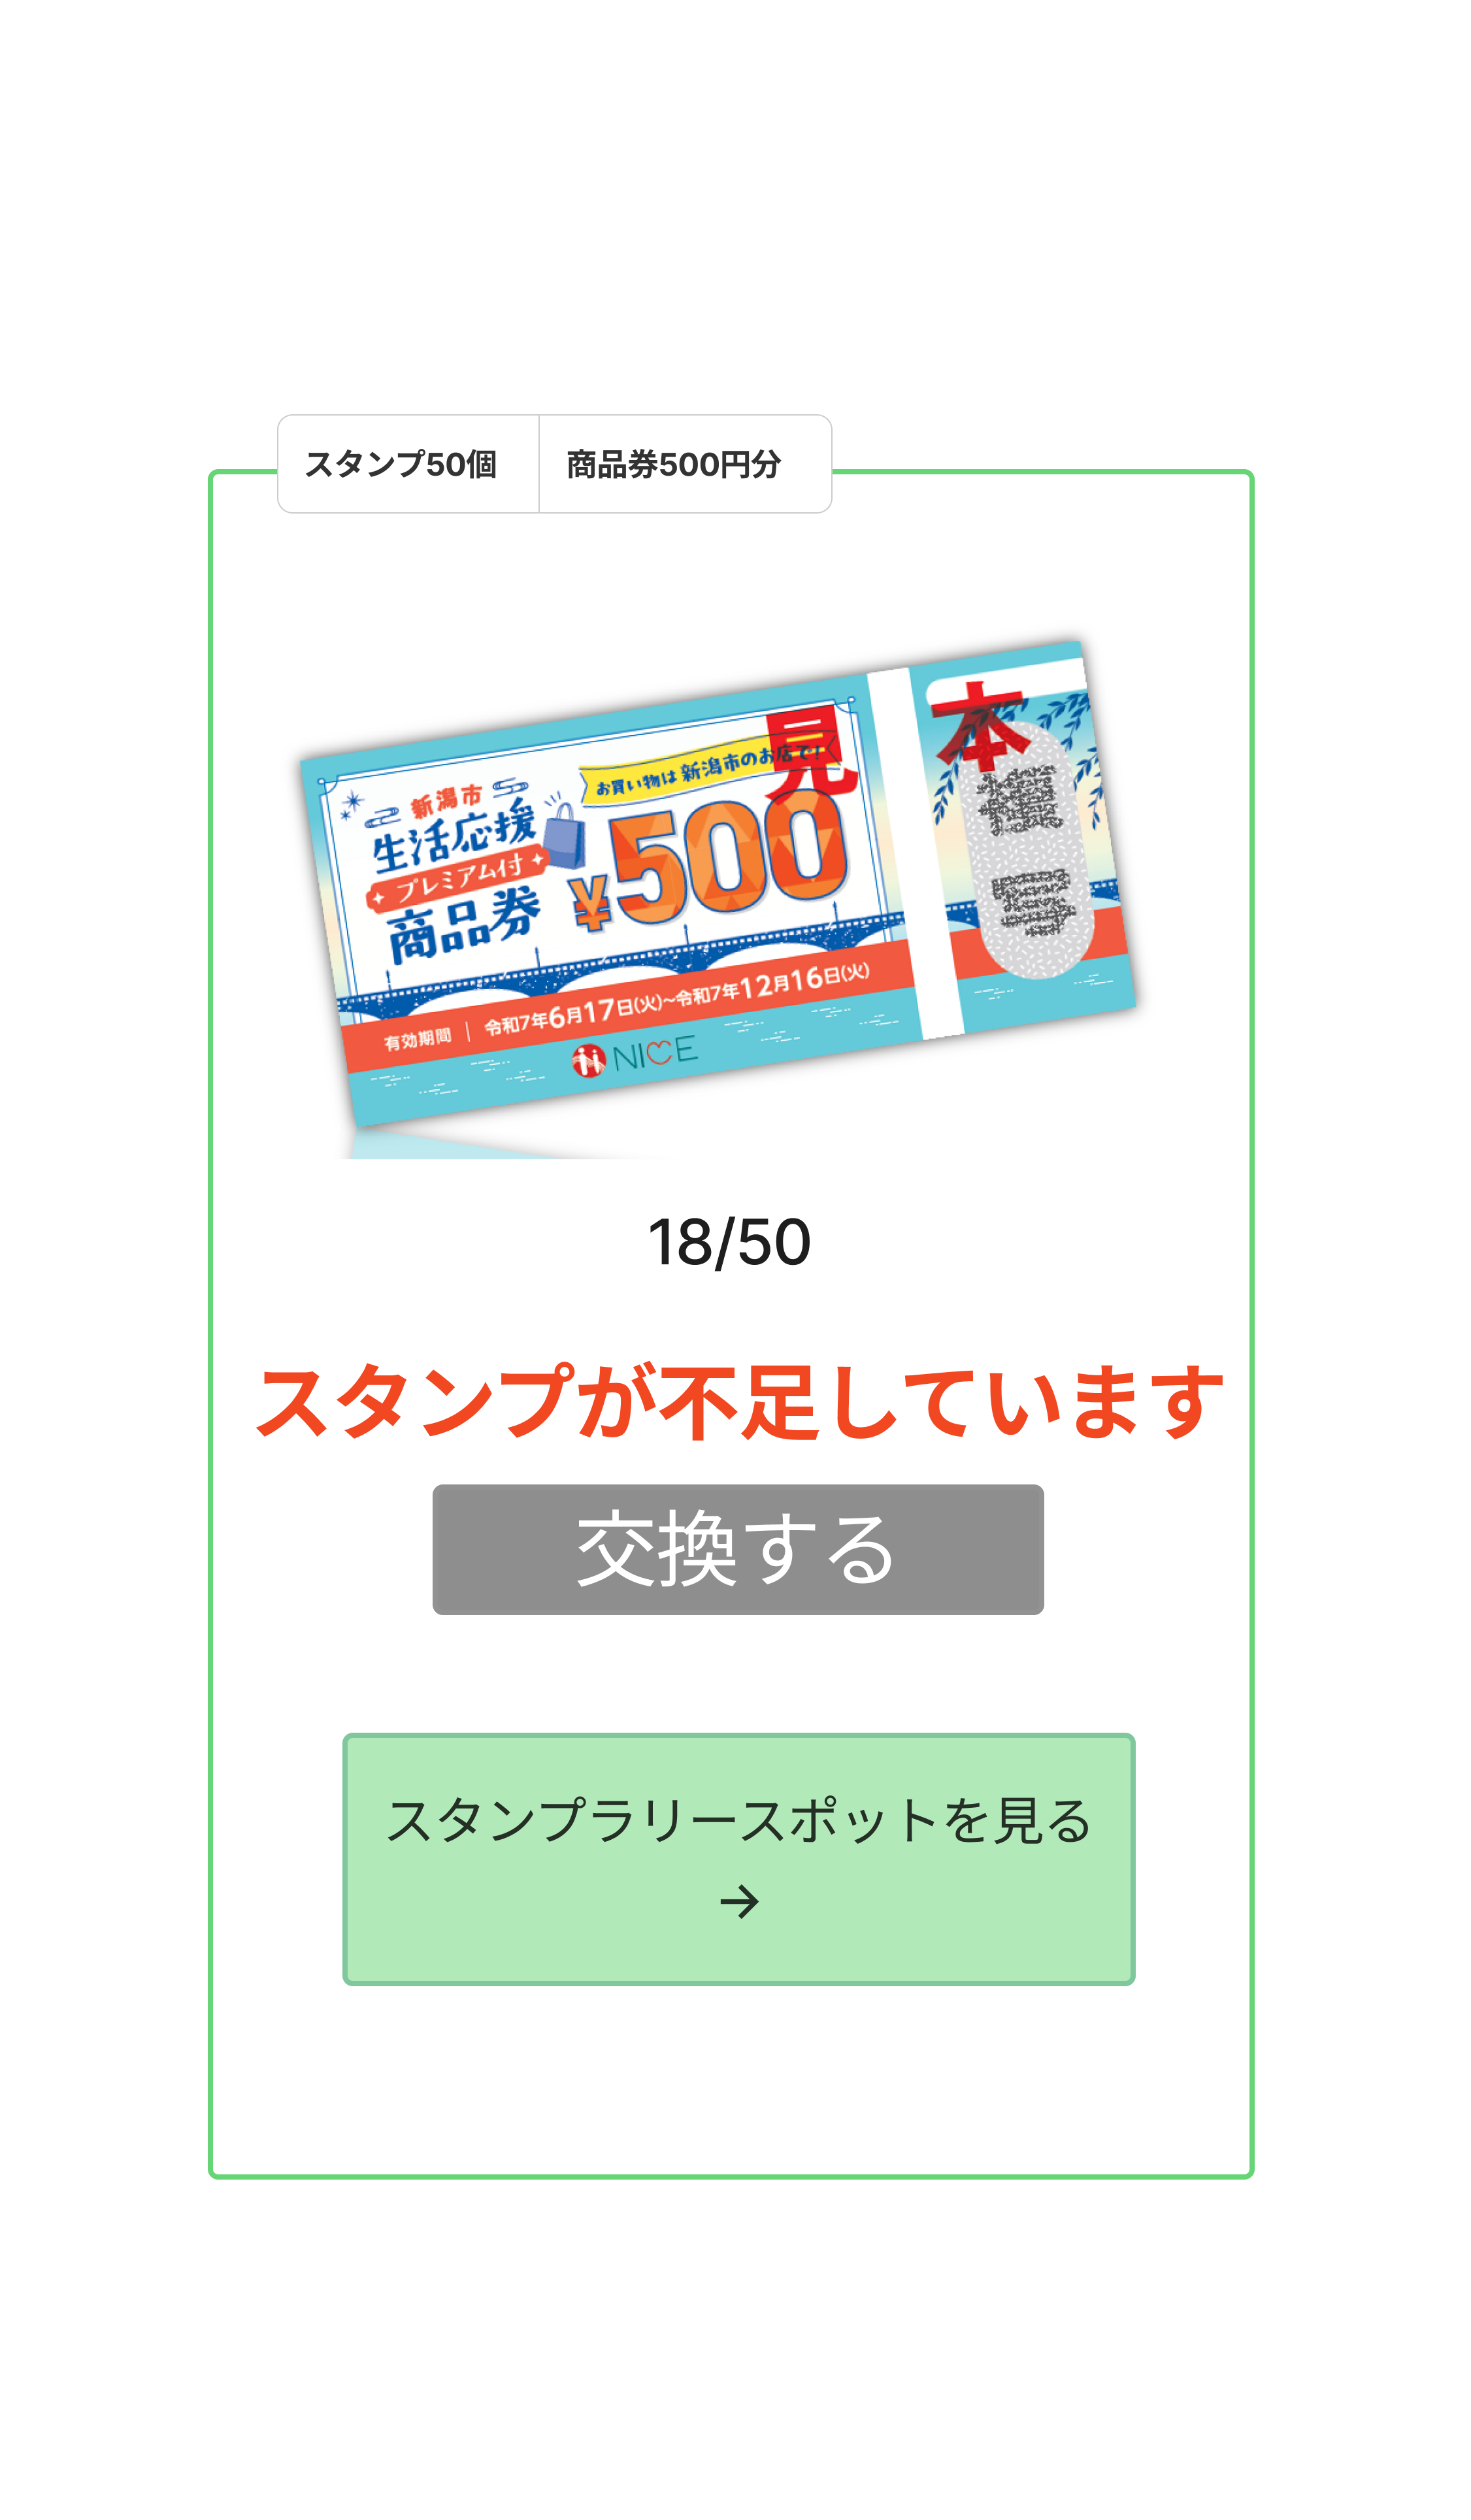 スタンプ50個 商品券500円分
見本
お買い物は 新潟市のお店で!
新潟市
生活応援
プレミアム付
商品券
¥500
複写
有効期間 | 令和7年6月17日(火)~令和7年12月16日(火)
NICE
18/50
スタンプが不足しています
交換する
スタンプラリースポットを見る
→